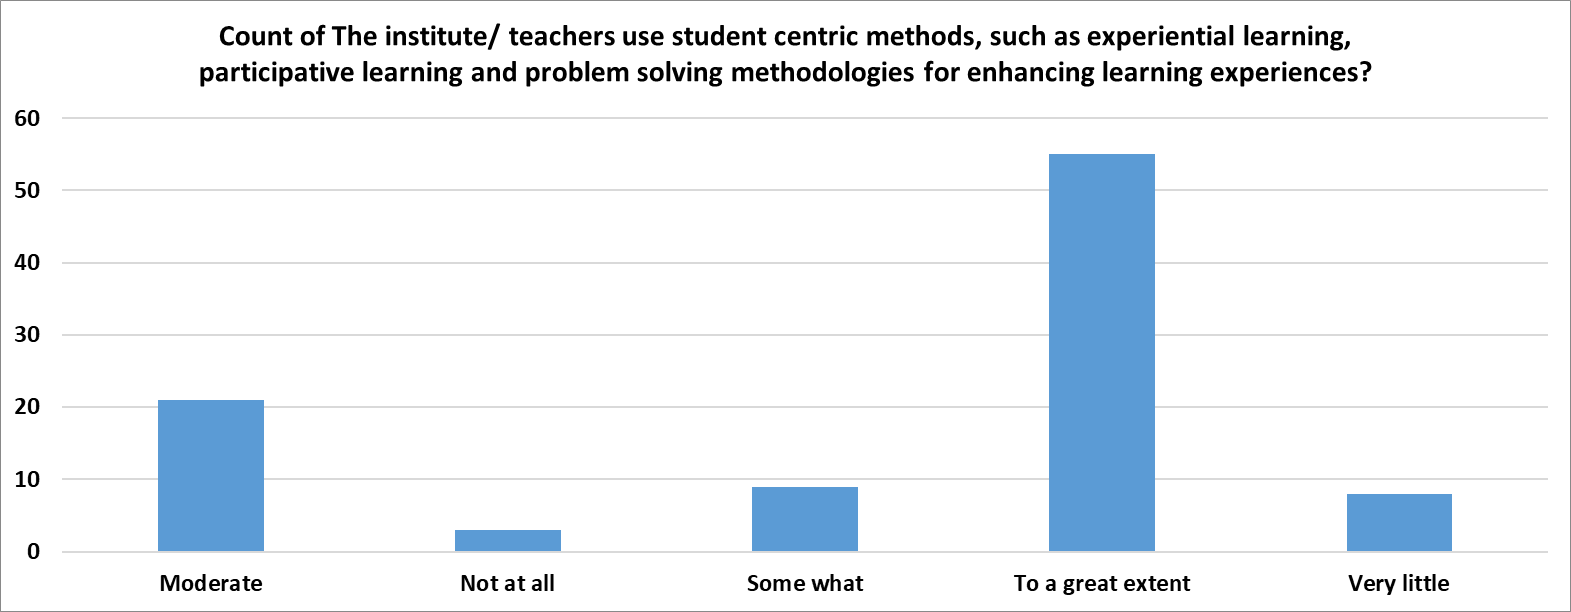 Count of The institute/ teachers use student centric methods, such as experiential learning,
participative learning and problem solving methodologies for enhancing learning experiences?
60
50
40
30
20
10
0
Moderate
Not at all
Some what
To a great extent
Very little